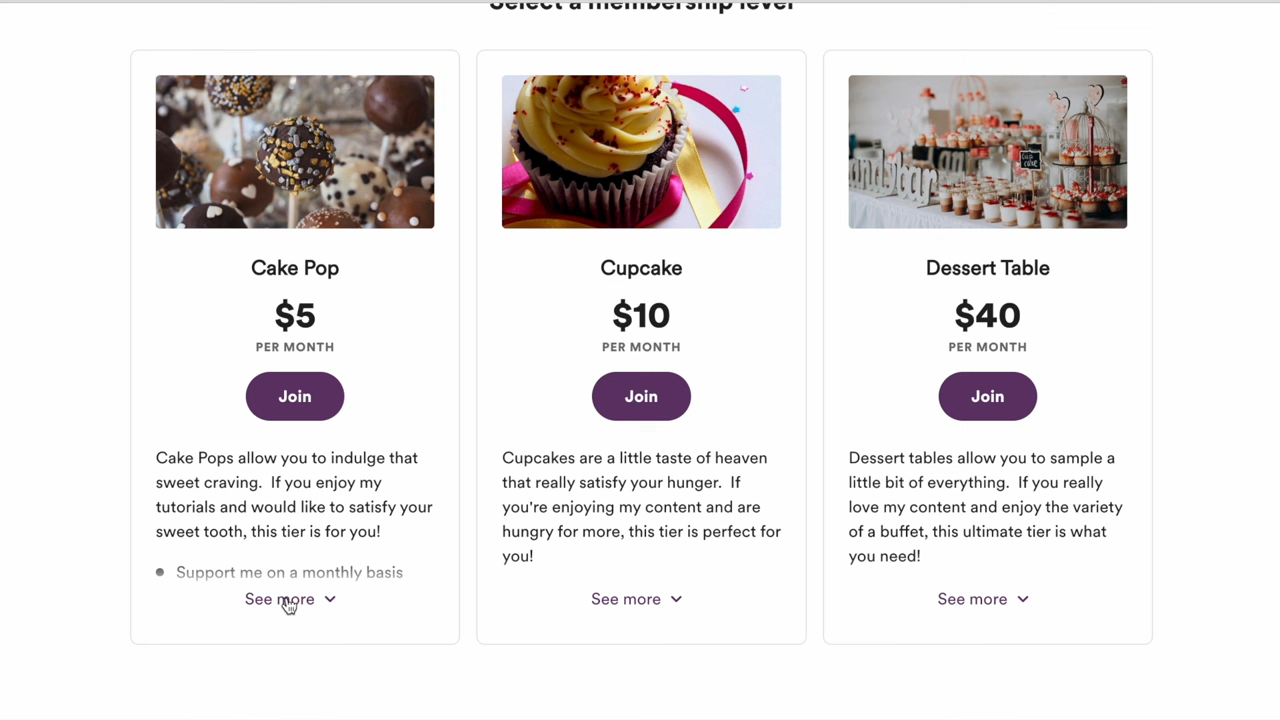 Select a membership level
Cake Pop
$5
PER MONTH
Join
Cake Pops allow you to indulge that
sweet craving.  If you enjoy my
tutorials and would like to satisfy your
sweet tooth, this tier is for you!
Support me on a monthly basis
See more
Cupcake
$10
PER MONTH
Join
Cupcakes are a little taste of heaven
that really satisfy your hunger.  If
you're enjoying my content and are
hungry for more, this tier is perfect for
you!
See more
cup
cake
Dessert Table
$40
PER MONTH
Join
Dessert tables allow you to sample a
little bit of everything.  If you really
love my content and enjoy the variety
of a buffet, this ultimate tier is what
you need!
See more